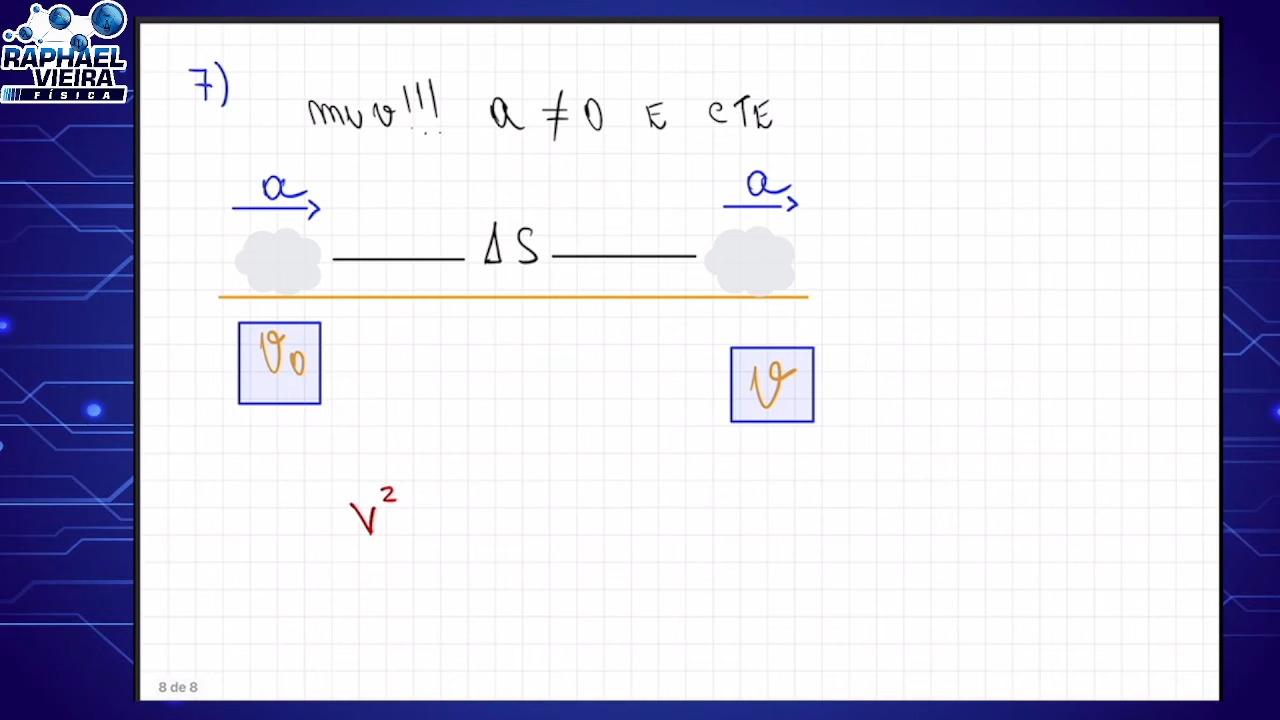 RAPHAEL
VIEIRA
FÍSICA
7)
muv!!! a ≠ 0 E CTE
a a
ΔS
v₀
v
V²
8 de 8